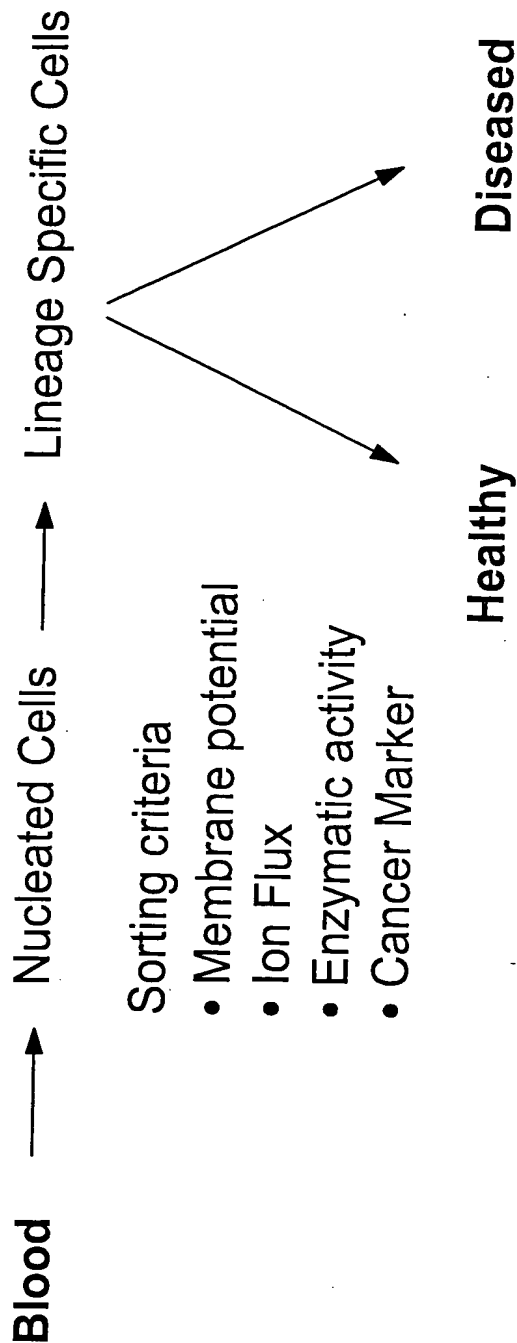 Blood → Nucleated Cells → Lineage Specific Cells
Sorting criteria
• Membrane potential
• Ion Flux
• Enzymatic activity
• Cancer Marker
Healthy
Diseased